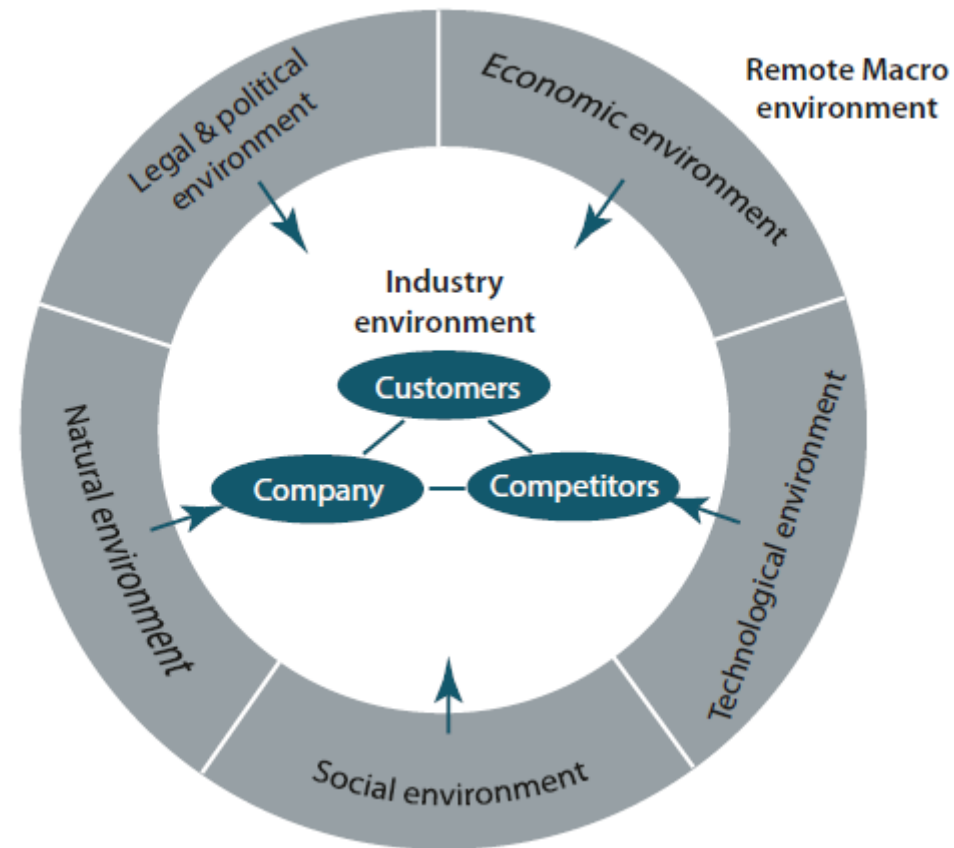 Legal & political
environment
Economic environment
Remote Macro
environment
Industry
environment
Customers
Company
Competitors
Natural environment
Technological environment
Social environment